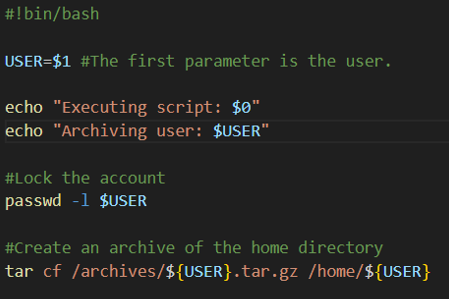 #!bin/bash
USER=$1 #The first parameter is the user.
echo "Executing script: $0"
echo "Archiving user: $USER"
#Lock the account
passwd -l $USER
#Create an archive of the home directory
tar cf /archives/${USER}.tar.gz /home/${USER}